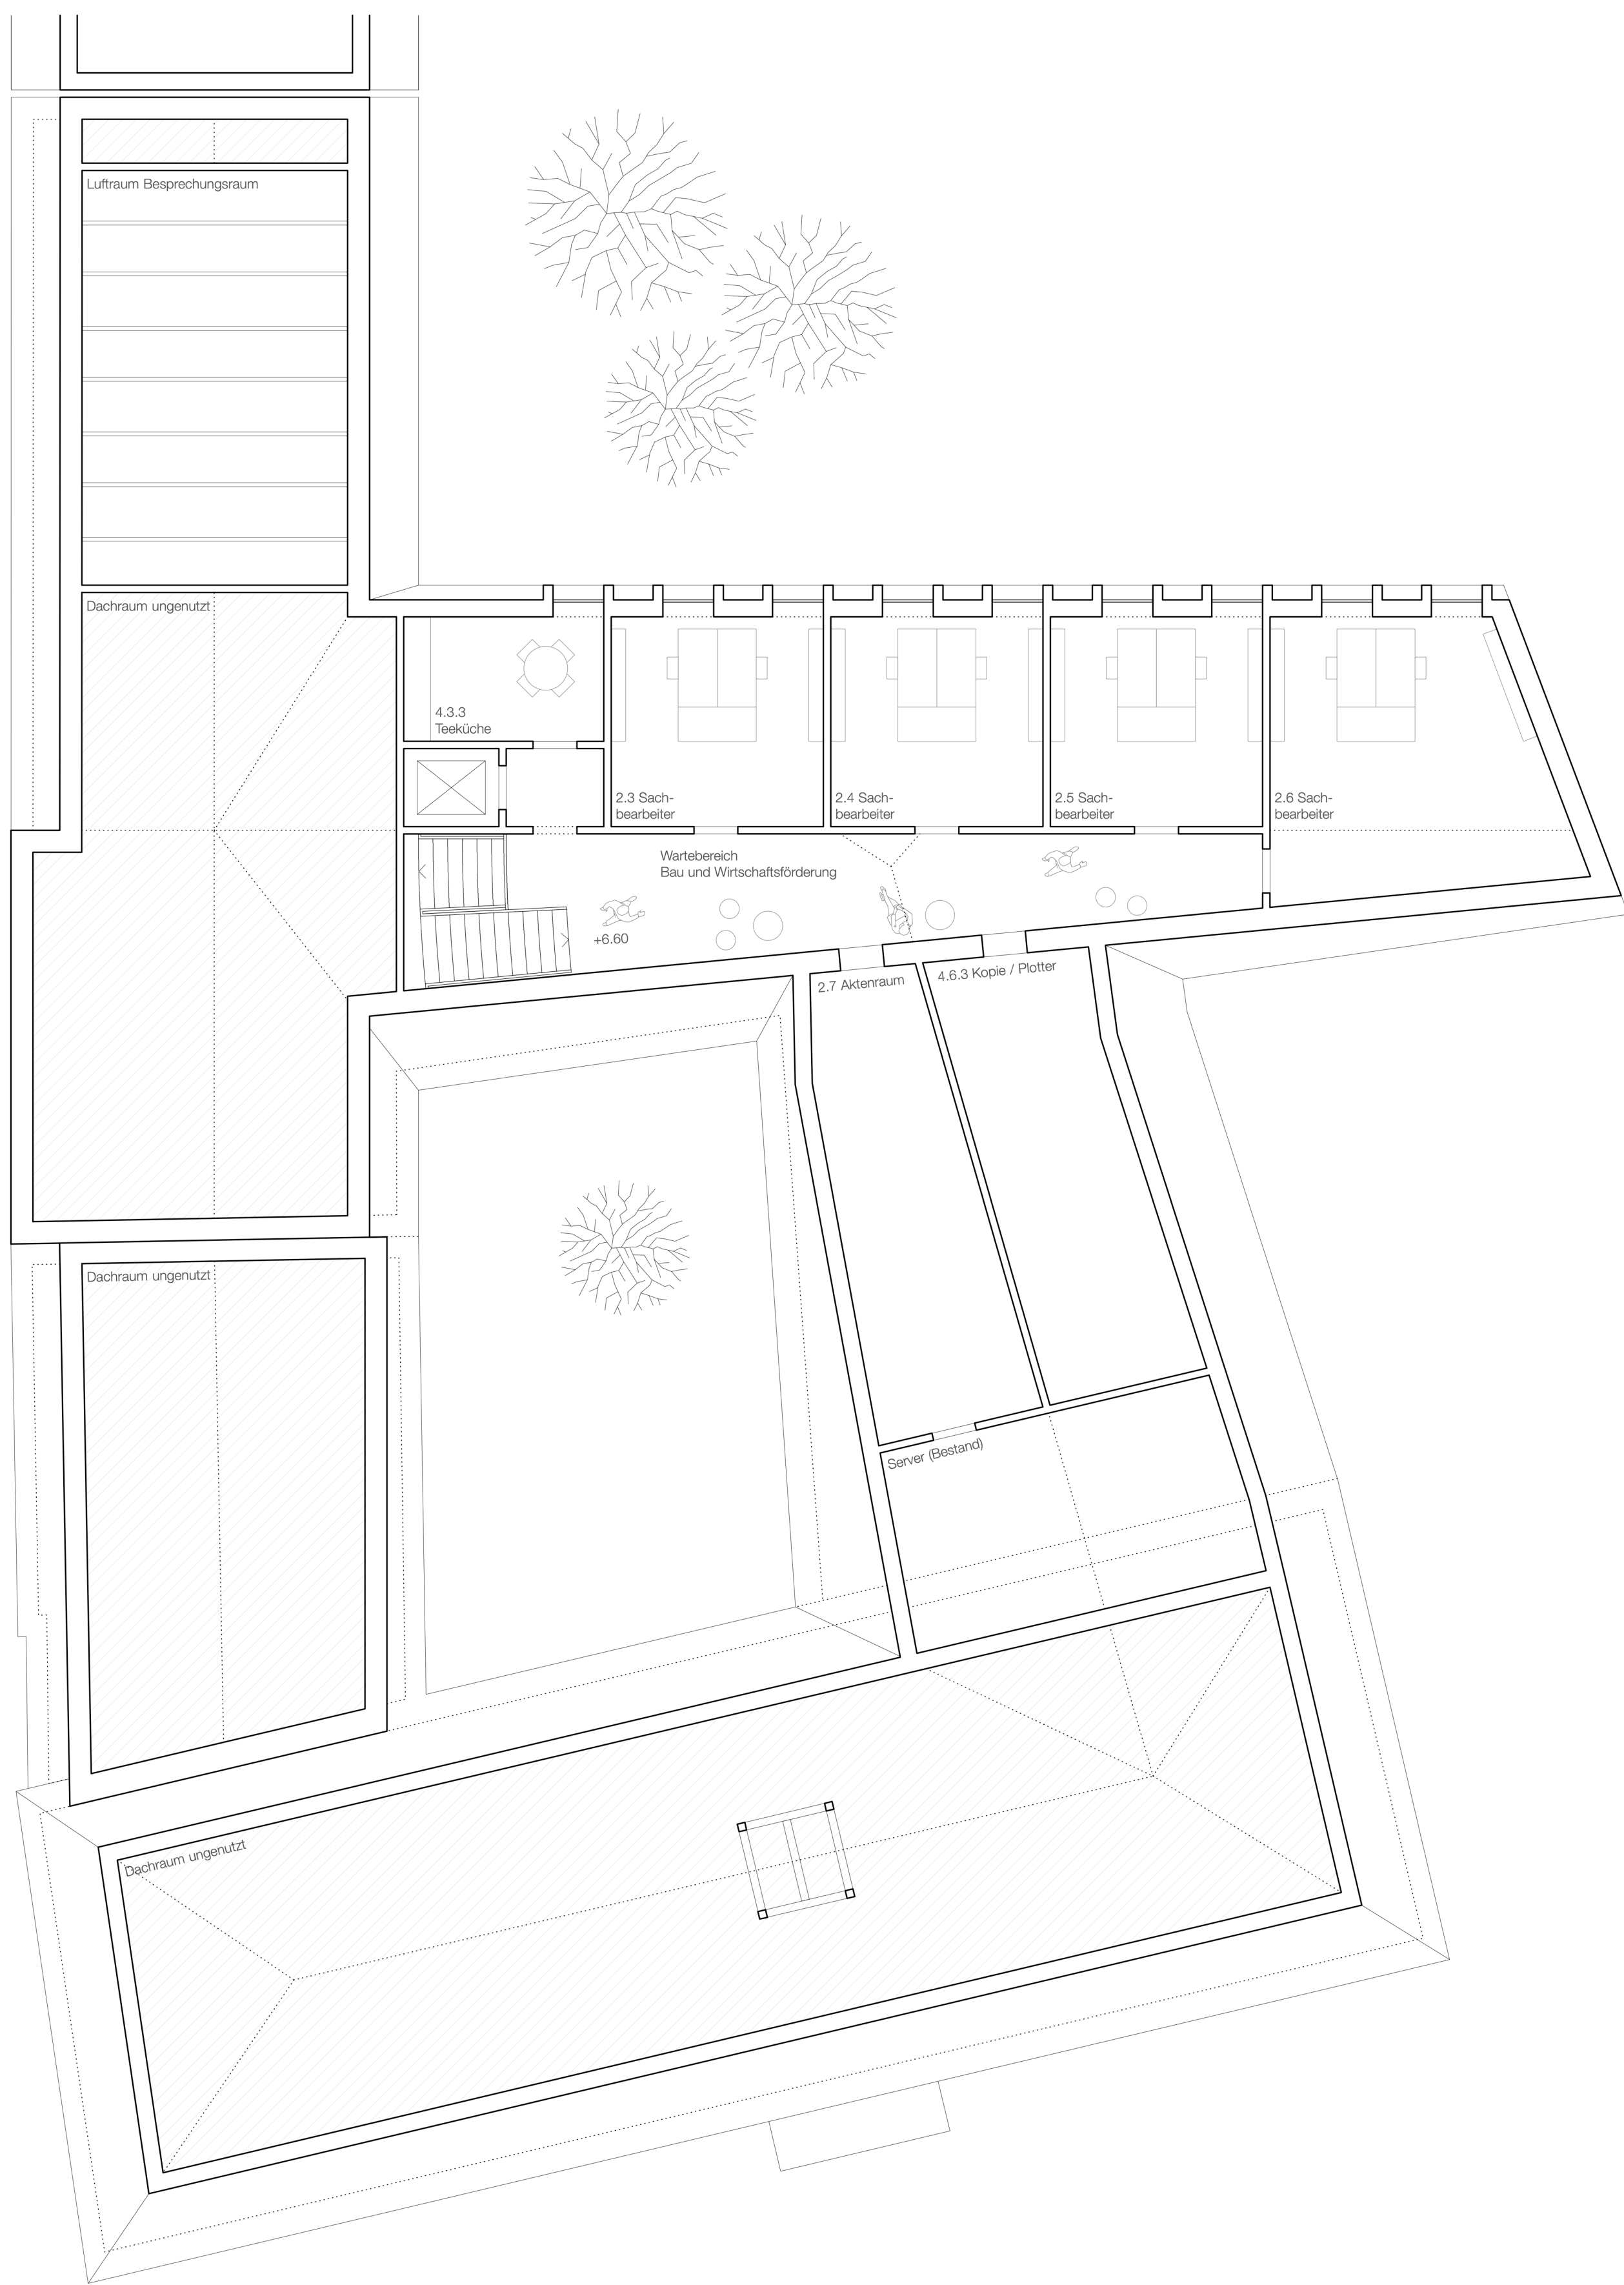 Luftraum Besprechungsraum
Dachraum ungenutzt
4.3.3
Teeküche
2.3 Sach-
bearbeiter
2.4 Sach-
bearbeiter
2.5 Sach-
bearbeiter
2.6 Sach-
bearbeiter
Wartebereich
Bau und Wirtschaftsförderung
+6.60
2.7 Aktenraum
4.6.3 Kopie / Plotter
Dachraum ungenutzt
Server (Bestand)
Dachraum ungenutzt